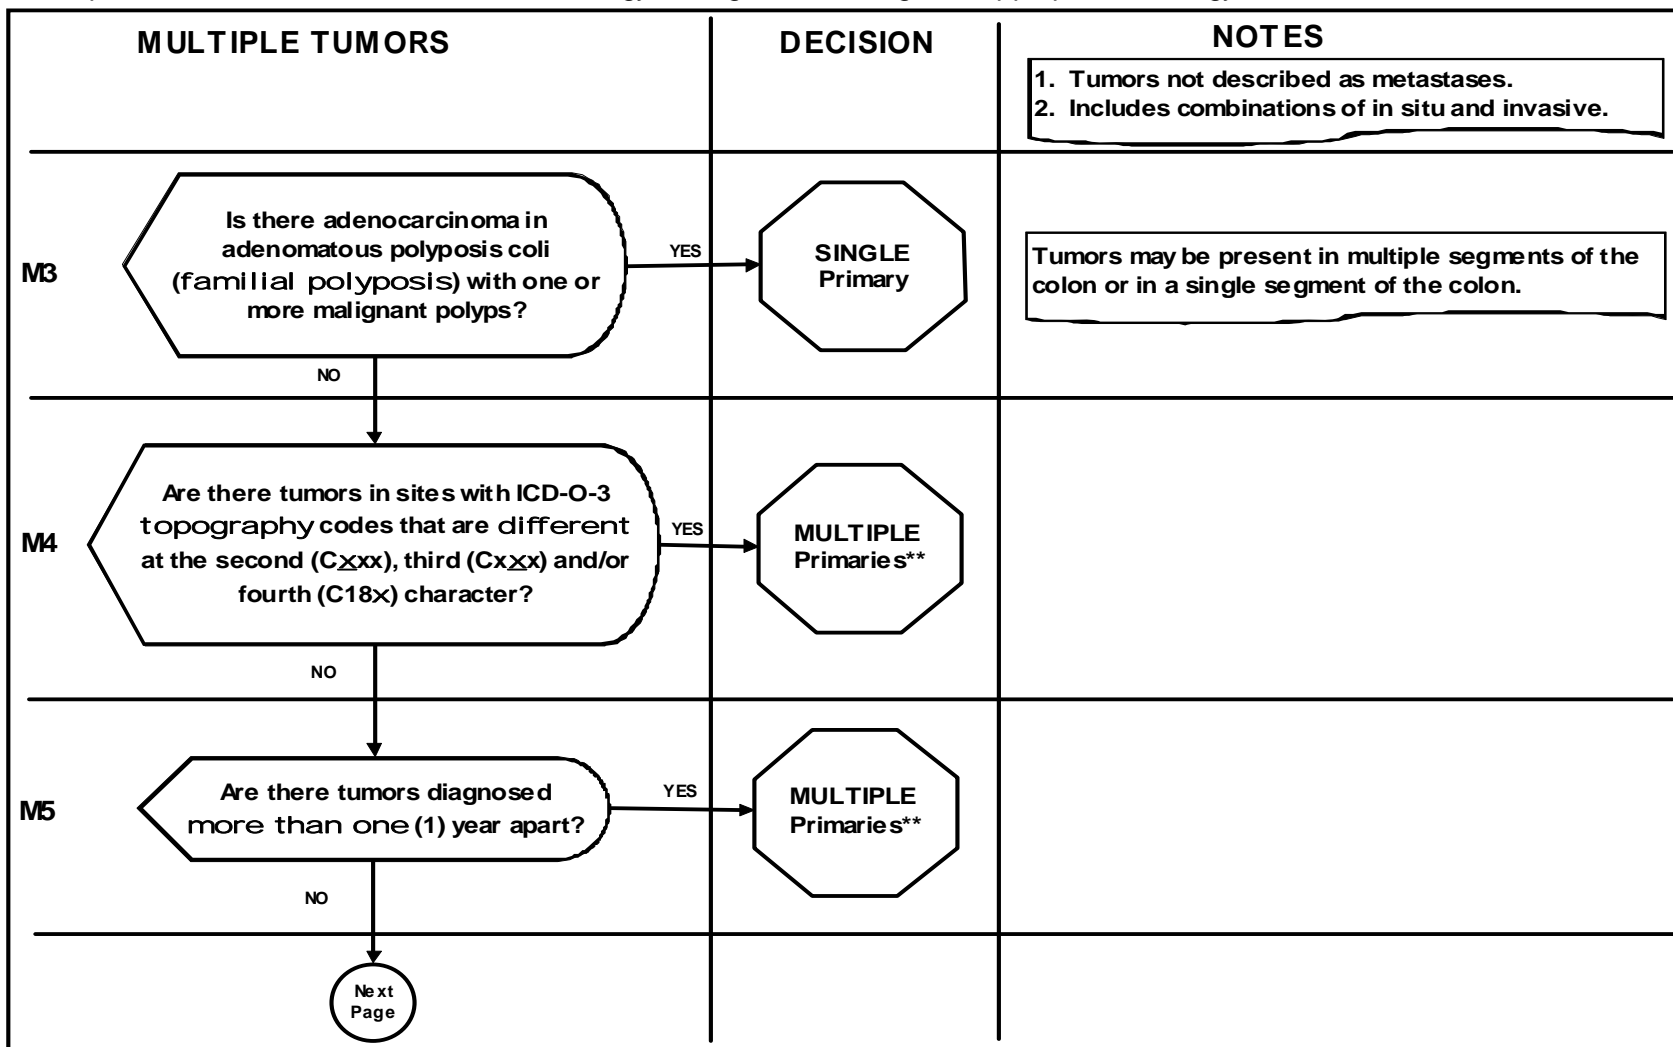 MULTIPLE TUMORS
DECISION
NOTES
1. Tumors not described as metastases.
2. Includes combinations of in situ and invasive.
M3
Is there adenocarcinoma in
adenomatous polyposis coli
(familial polyposis) with one or
more malignant polyps?
YES
SINGLE
Primary
Tumors may be present in multiple segments of the
colon or in a single segment of the colon.
NO
M4
Are there tumors in sites with ICD-O-3
topography codes that are different
at the second (Cxxx), third (Cxxx) and/or
fourth (C18x) character?
YES
MULTIPLE
Primaries**
NO
M5
Are there tumors diagnosed
more than one (1) year apart?
YES
MULTIPLE
Primaries**
NO
Next
Page